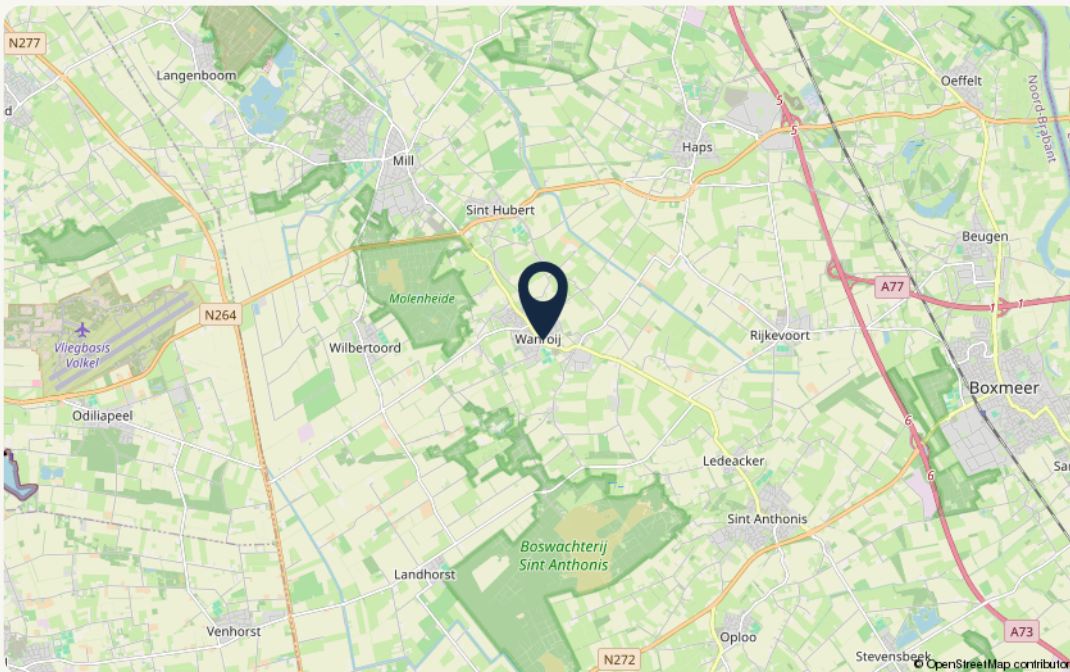 N277
Langenboom
Oeffelt
d
5
5
Noord-Brabant
Haps
Mill
Sint Hubert
Beugen
A77
1
1
Molenheide
N264
Vliegbasis
Volkel
Wanroij
Rijkevoort
Wilbertoord
Boxmeer
Odiliapeel
6
Ledeacker
Sa
6
Sint Anthonis
Boswachterij
Sint Anthonis
Landhorst
Venhorst
Oploo
A73
N272
Stevensbeek
© OpenStreetMap contributor